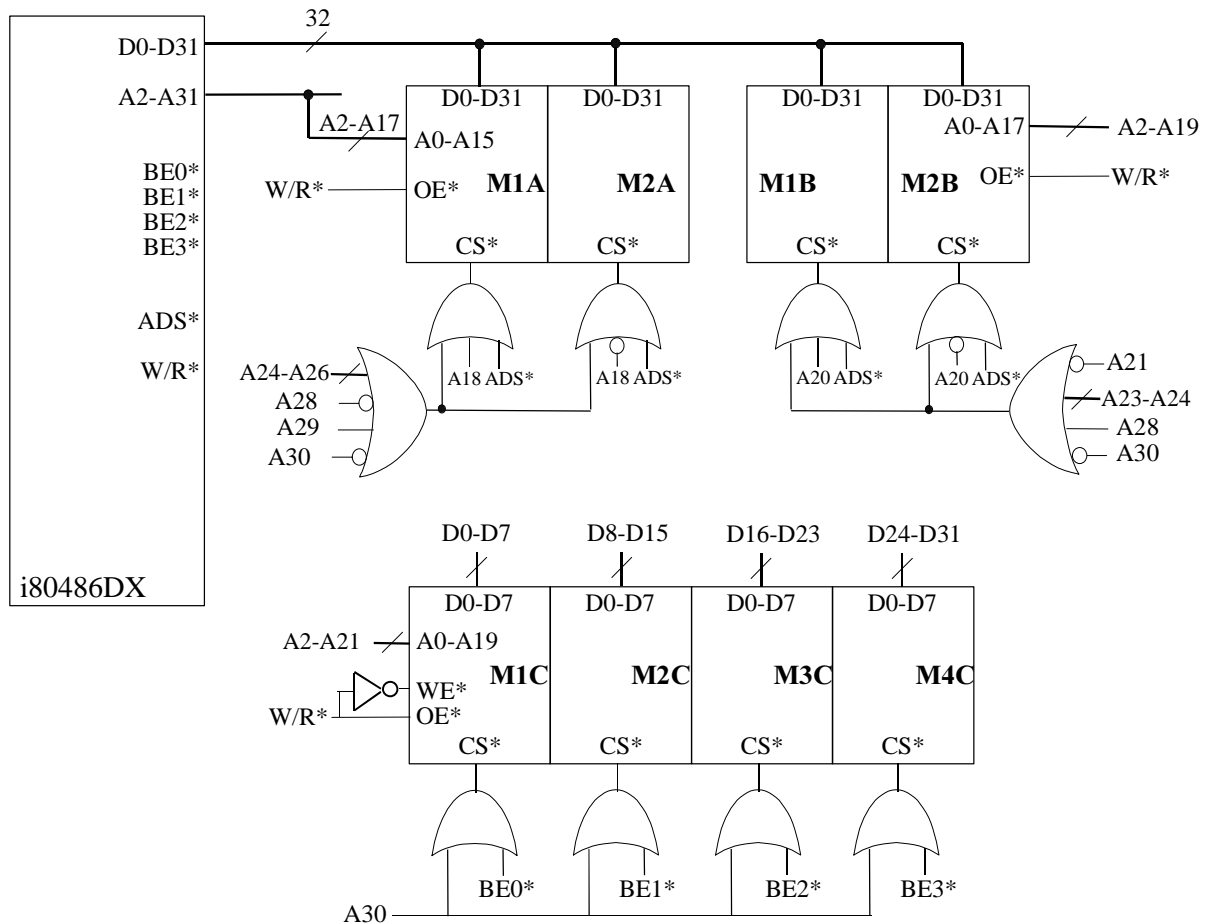 32
D0-D31
A2-A31
BE0*
BE1*
BE2*
BE3*
ADS*
W/R*
i80486DX
A2-A17
W/R*
D0-D31
A0-A15
OE*
M1A
CS*
D0-D31
M2A
CS*
D0-D31
M1B
CS*
D0-D31
A0-A17
M2B
OE*
CS*
A2-A19
W/R*
A18 ADS*
A18 ADS*
A20 ADS*
A20 ADS*
A24-A26
A28
A29
A30
A21
A23-A24
A28
A30
D0-D7
D8-D15
D16-D23
D24-D31
D0-D7
D0-D7
D0-D7
D0-D7
A2-A21
A0-A19
M1C
M2C
M3C
M4C
WE*
W/R*
OE*
CS*
CS*
CS*
CS*
BE0*
BE1*
BE2*
BE3*
A30